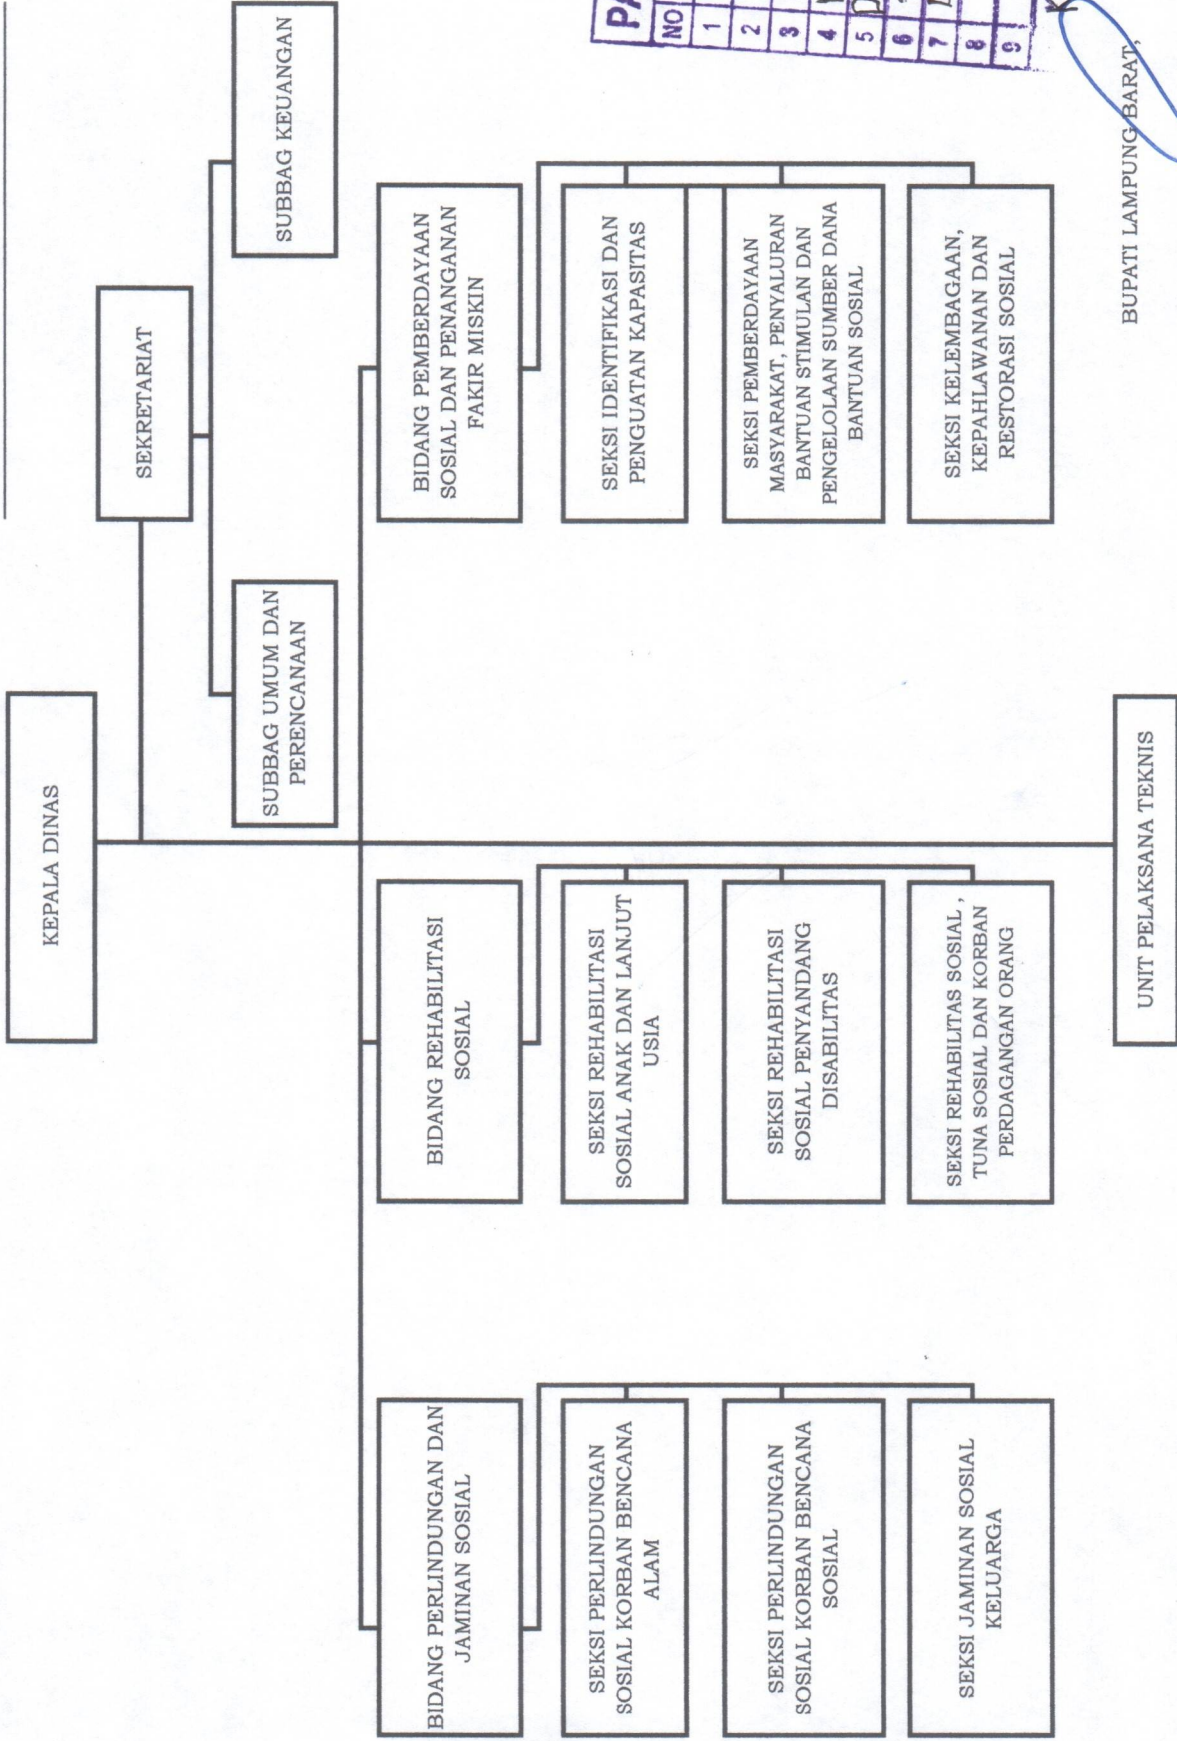 KEPALA DINAS
SEKRETARIAT
SUBBAG UMUM DAN
PERENCANAAN
SUBBAG KEUANGAN
BIDANG PERLINDUNGAN DAN
JAMINAN SOSIAL
SEKSI PERLINDUNGAN
SOSIAL KORBAN BENCANA
ALAM
SEKSI PERLINDUNGAN
SOSIAL KORBAN BENCANA
SOSIAL
SEKSI JAMINAN SOSIAL
KELUARGA
BIDANG REHABILITASI
SOSIAL
SEKSI REHABILITASI
SOSIAL ANAK DAN LANJUT
USIA
SEKSI REHABILITASI
SOSIAL PENYANDANG
DISABILITAS
SEKSI REHABILITAS SOSIAL ,
TUNA SOSIAL DAN KORBAN
PERDAGANGAN ORANG
BIDANG PEMBERDAYAAN
SOSIAL DAN PENANGANAN
FAKIR MISKIN
SEKSI IDENTIFIKASI DAN
PENGUATAN KAPASITAS
SEKSI PEMBERDAYAAN
MASYARAKAT, PENYALURAN
BANTUAN STIMULAN DAN
PENGELOLAAN SUMBER DANA
BANTUAN SOSIAL
SEKSI KELEMBAGAAN,
KEPAHLAWANAN DAN
RESTORASI SOSIAL
UNIT PELAKSANA TEKNIS
NO
1
2
3
4
5
6
7
8
9
BUPATI LAMPUNG BARAT,